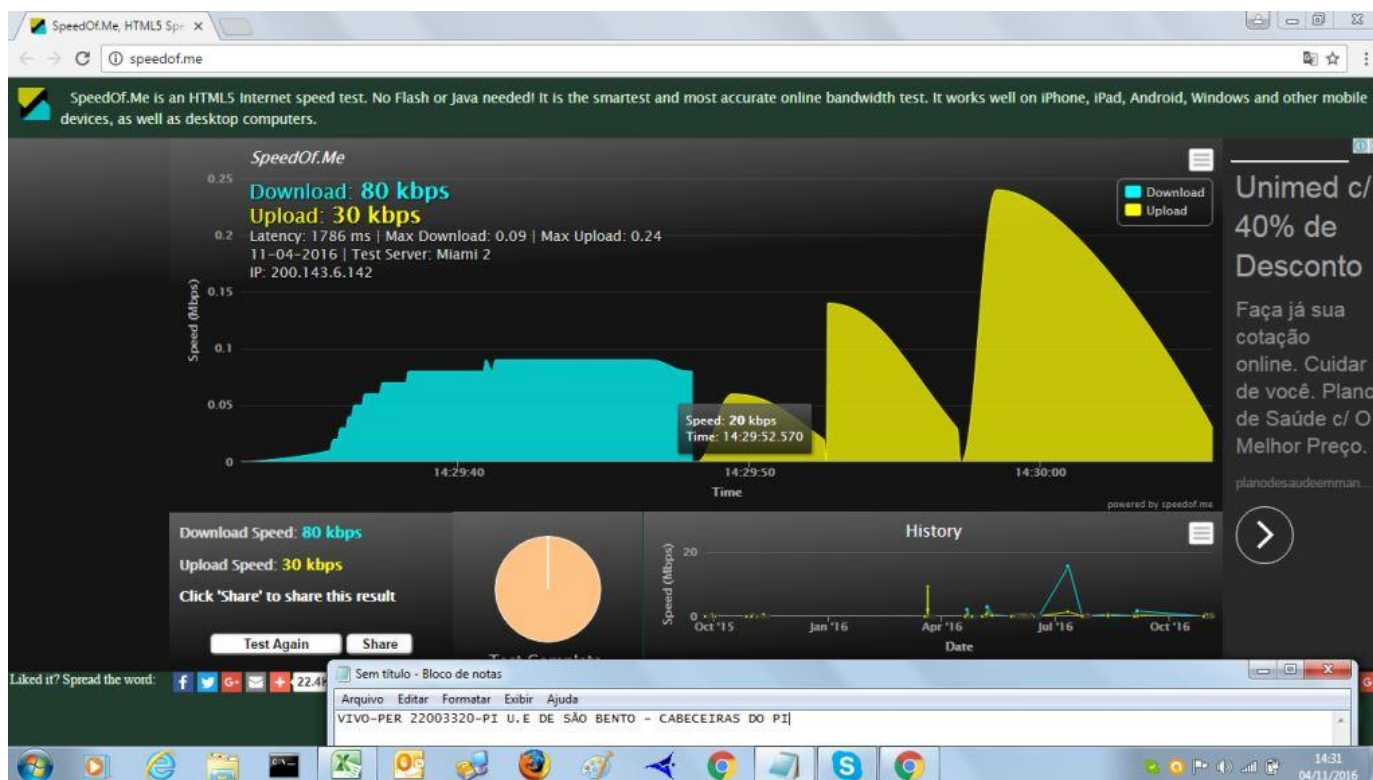 SpeedOf.Me, HTML5 Spe
speedof.me
SpeedOf.Me is an HTML5 Internet speed test. No Flash or Java needed! It is the smartest and most accurate online bandwidth test. It works well on iPhone, iPad, Android, Windows and other mobile
devices, as well as desktop computers.
SpeedOf.Me
Download: 80 kbps
Upload: 30 kbps
Latency: 1786 ms | Max Download: 0.09 | Max Upload: 0.24
11-04-2016 | Test Server: Miami 2
IP: 200.143.6.142
Download
Upload
Speed (Mbps)
0.25
0.2
0.15
0.1
0.05
0
Speed: 20 kbps
Time: 14:29:52.570
14:29:40 14:29:50 14:30:00
Time
powered by speedof.me
Unimed c/
40% de
Desconto
Faça já sua
cotação
online. Cuidar
de você. Plano
de Saúde c/ O
Melhor Preço.
planodesaudeemman...
Download Speed: 80 kbps
Upload Speed: 30 kbps
Click 'Share' to share this result
Test Again Share
Test Complete
History
Speed (Mbps)
20
0
Oct '15 Jan '16 Apr '16 Jul '16 Oct '16
Date
Liked it? Spread the word:
22.4K
Sem título - Bloco de notas
Arquivo Editar Formatar Exibir Ajuda
VIVO-PER 22003320-PI U.E DE SÃO BENTO - CABECEIRAS DO PI
14:31
04/11/2016